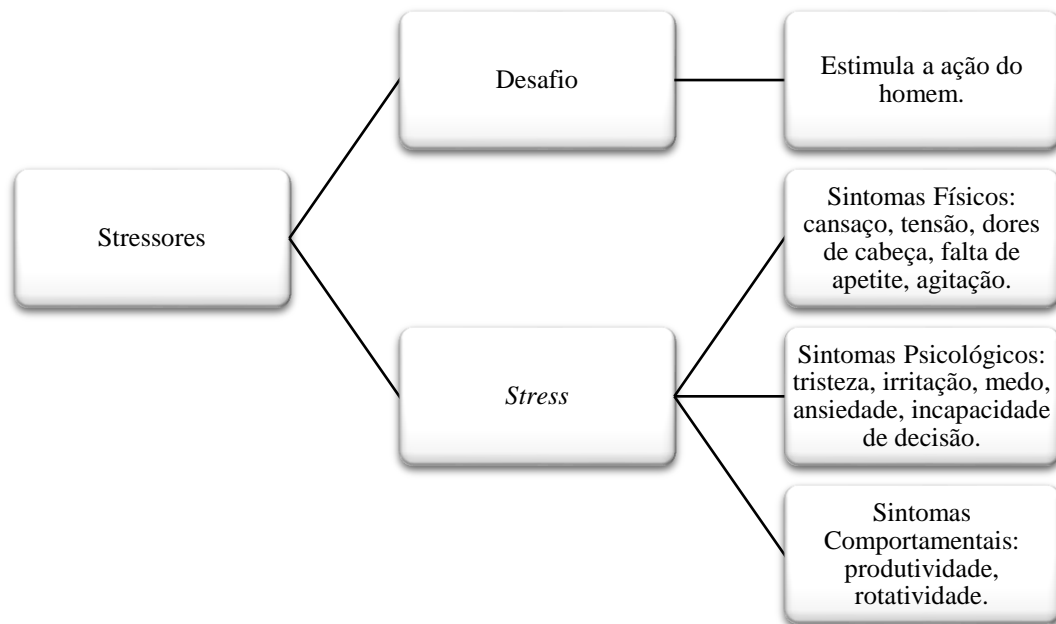 Stressores
Desafio
Estimula a ação do
homem.
Stress
Sintomas Físicos:
cansaço, tensão, dores
de cabeça, falta de
apetite, agitação.
Sintomas Psicológicos:
tristeza, irritação, medo,
ansiedade, incapacidade
de decisão.
Sintomas
Comportamentais:
produtividade,
rotatividade.